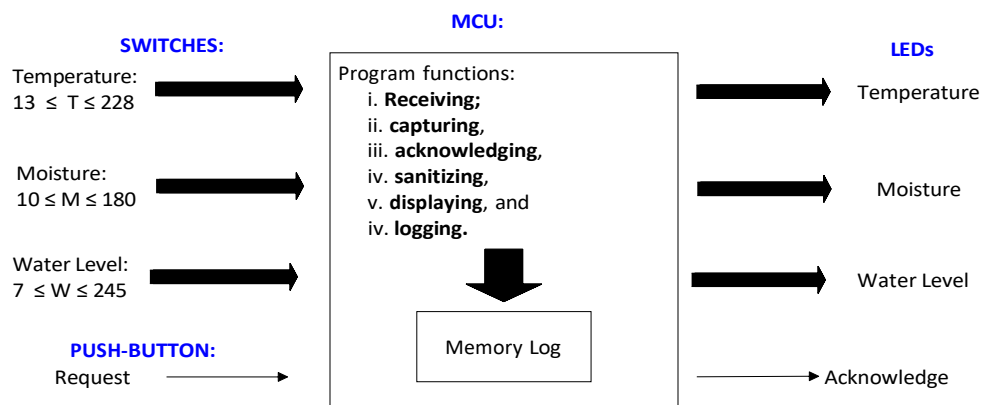 MCU:
SWITCHES:
LEDs
Temperature:
13 ≤ T ≤ 228
Program functions:
i. Receiving;
ii. capturing,
iii. acknowledging,
iv. sanitizing,
v. displaying, and
iv. logging.
Temperature
Moisture:
10 ≤ M ≤ 180
Moisture
Water Level:
7 ≤ W ≤ 245
Water Level
Memory Log
PUSH-BUTTON:
Request
Acknowledge